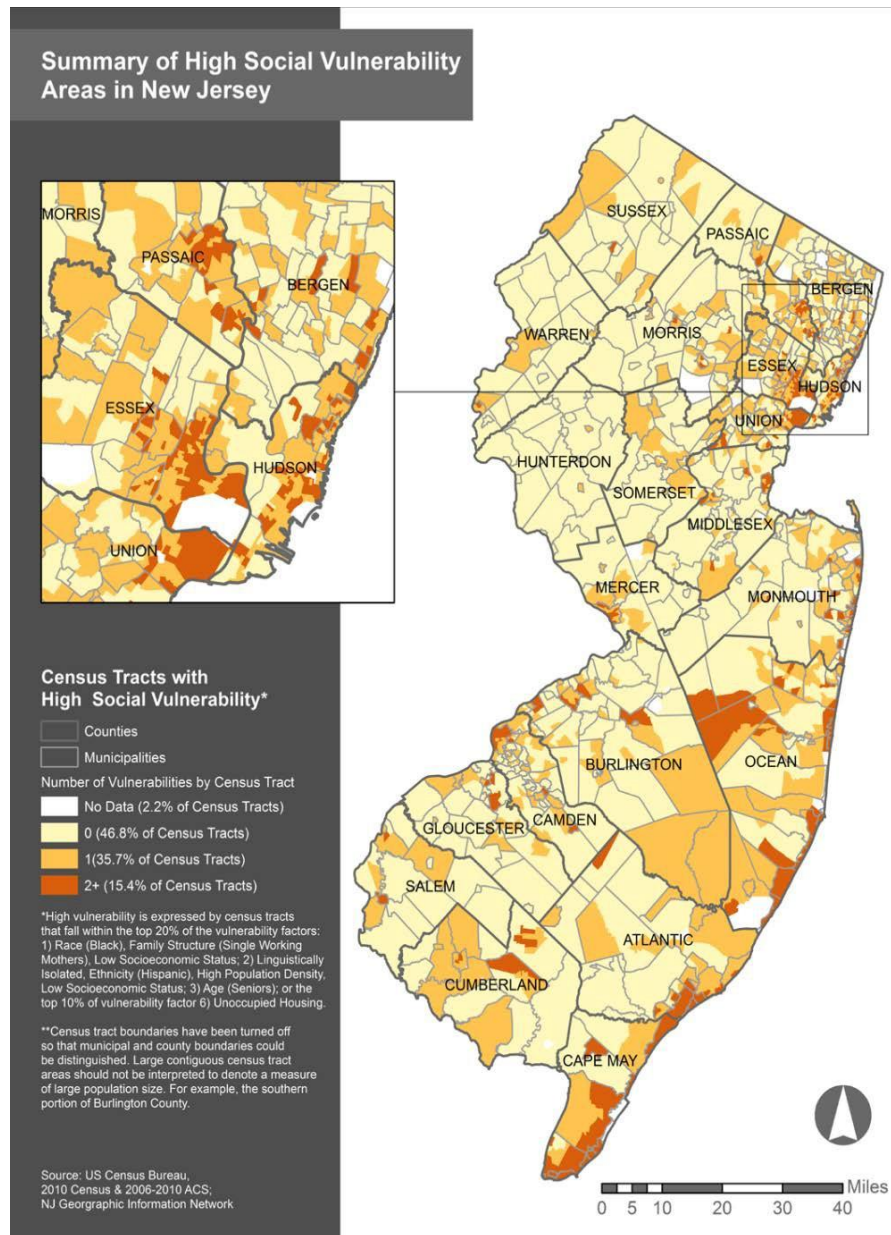 Summary of High Social Vulnerability
Areas in New Jersey
MORRIS
PASSAIC
BERGEN
ESSEX
HUDSON
UNION
SUSSEX
PASSAIC
BERGEN
WARREN
MORRIS
ESSEX
HUDSON
UNION
HUNTERDON
SOMERSET
MIDDLESEX
MERCER
MONMOUTH
OCEAN
BURLINGTON
CAMDEN
GLOUCESTER
SALEM
ATLANTIC
CUMBERLAND
CAPE MAY
Census Tracts with
High Social Vulnerability*
Counties
Municipalities
Number of Vulnerabilities by Census Tract
No Data (2.2% of Census Tracts)
0 (46.8% of Census Tracts)
1(35.7% of Census Tracts)
2+ (15.4% of Census Tracts)
*High vulnerability is expressed by census tracts
that fall within the top 20% of the vulnerability factors:
1) Race (Black), Family Structure (Single Working
Mothers), Low Socioeconomic Status; 2) Linguistically
Isolated, Ethnicity (Hispanic), High Population Density,
Low Socioeconomic Status; 3) Age (Seniors); or the
top 10% of vulnerability factor 6) Unoccupied Housing.
**Census tract boundaries have been turned off
so that municipal and county boundaries could
be distinguished. Large contiguous census tract
areas should not be interpreted to denote a measure
of large population size. For example, the southern
portion of Burlington County.
Source: US Census Bureau,
2010 Census & 2006-2010 ACS;
NJ Georgraphic Information Network
Miles
0 5 10 20 30 40